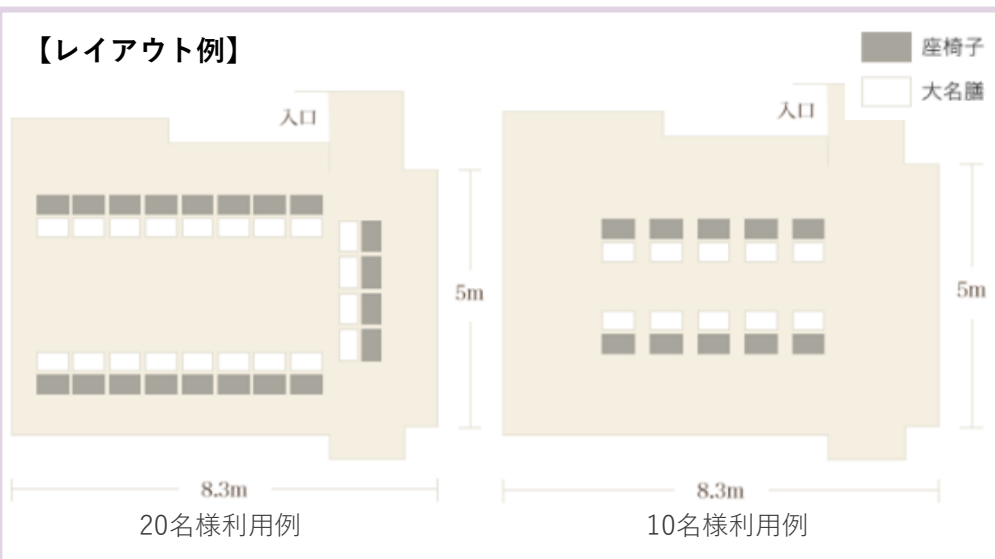 【レイアウト例】
座椅子
大名膳
入口
5m
8.3m
20名様利用例
入口
5m
8.3m
10名様利用例